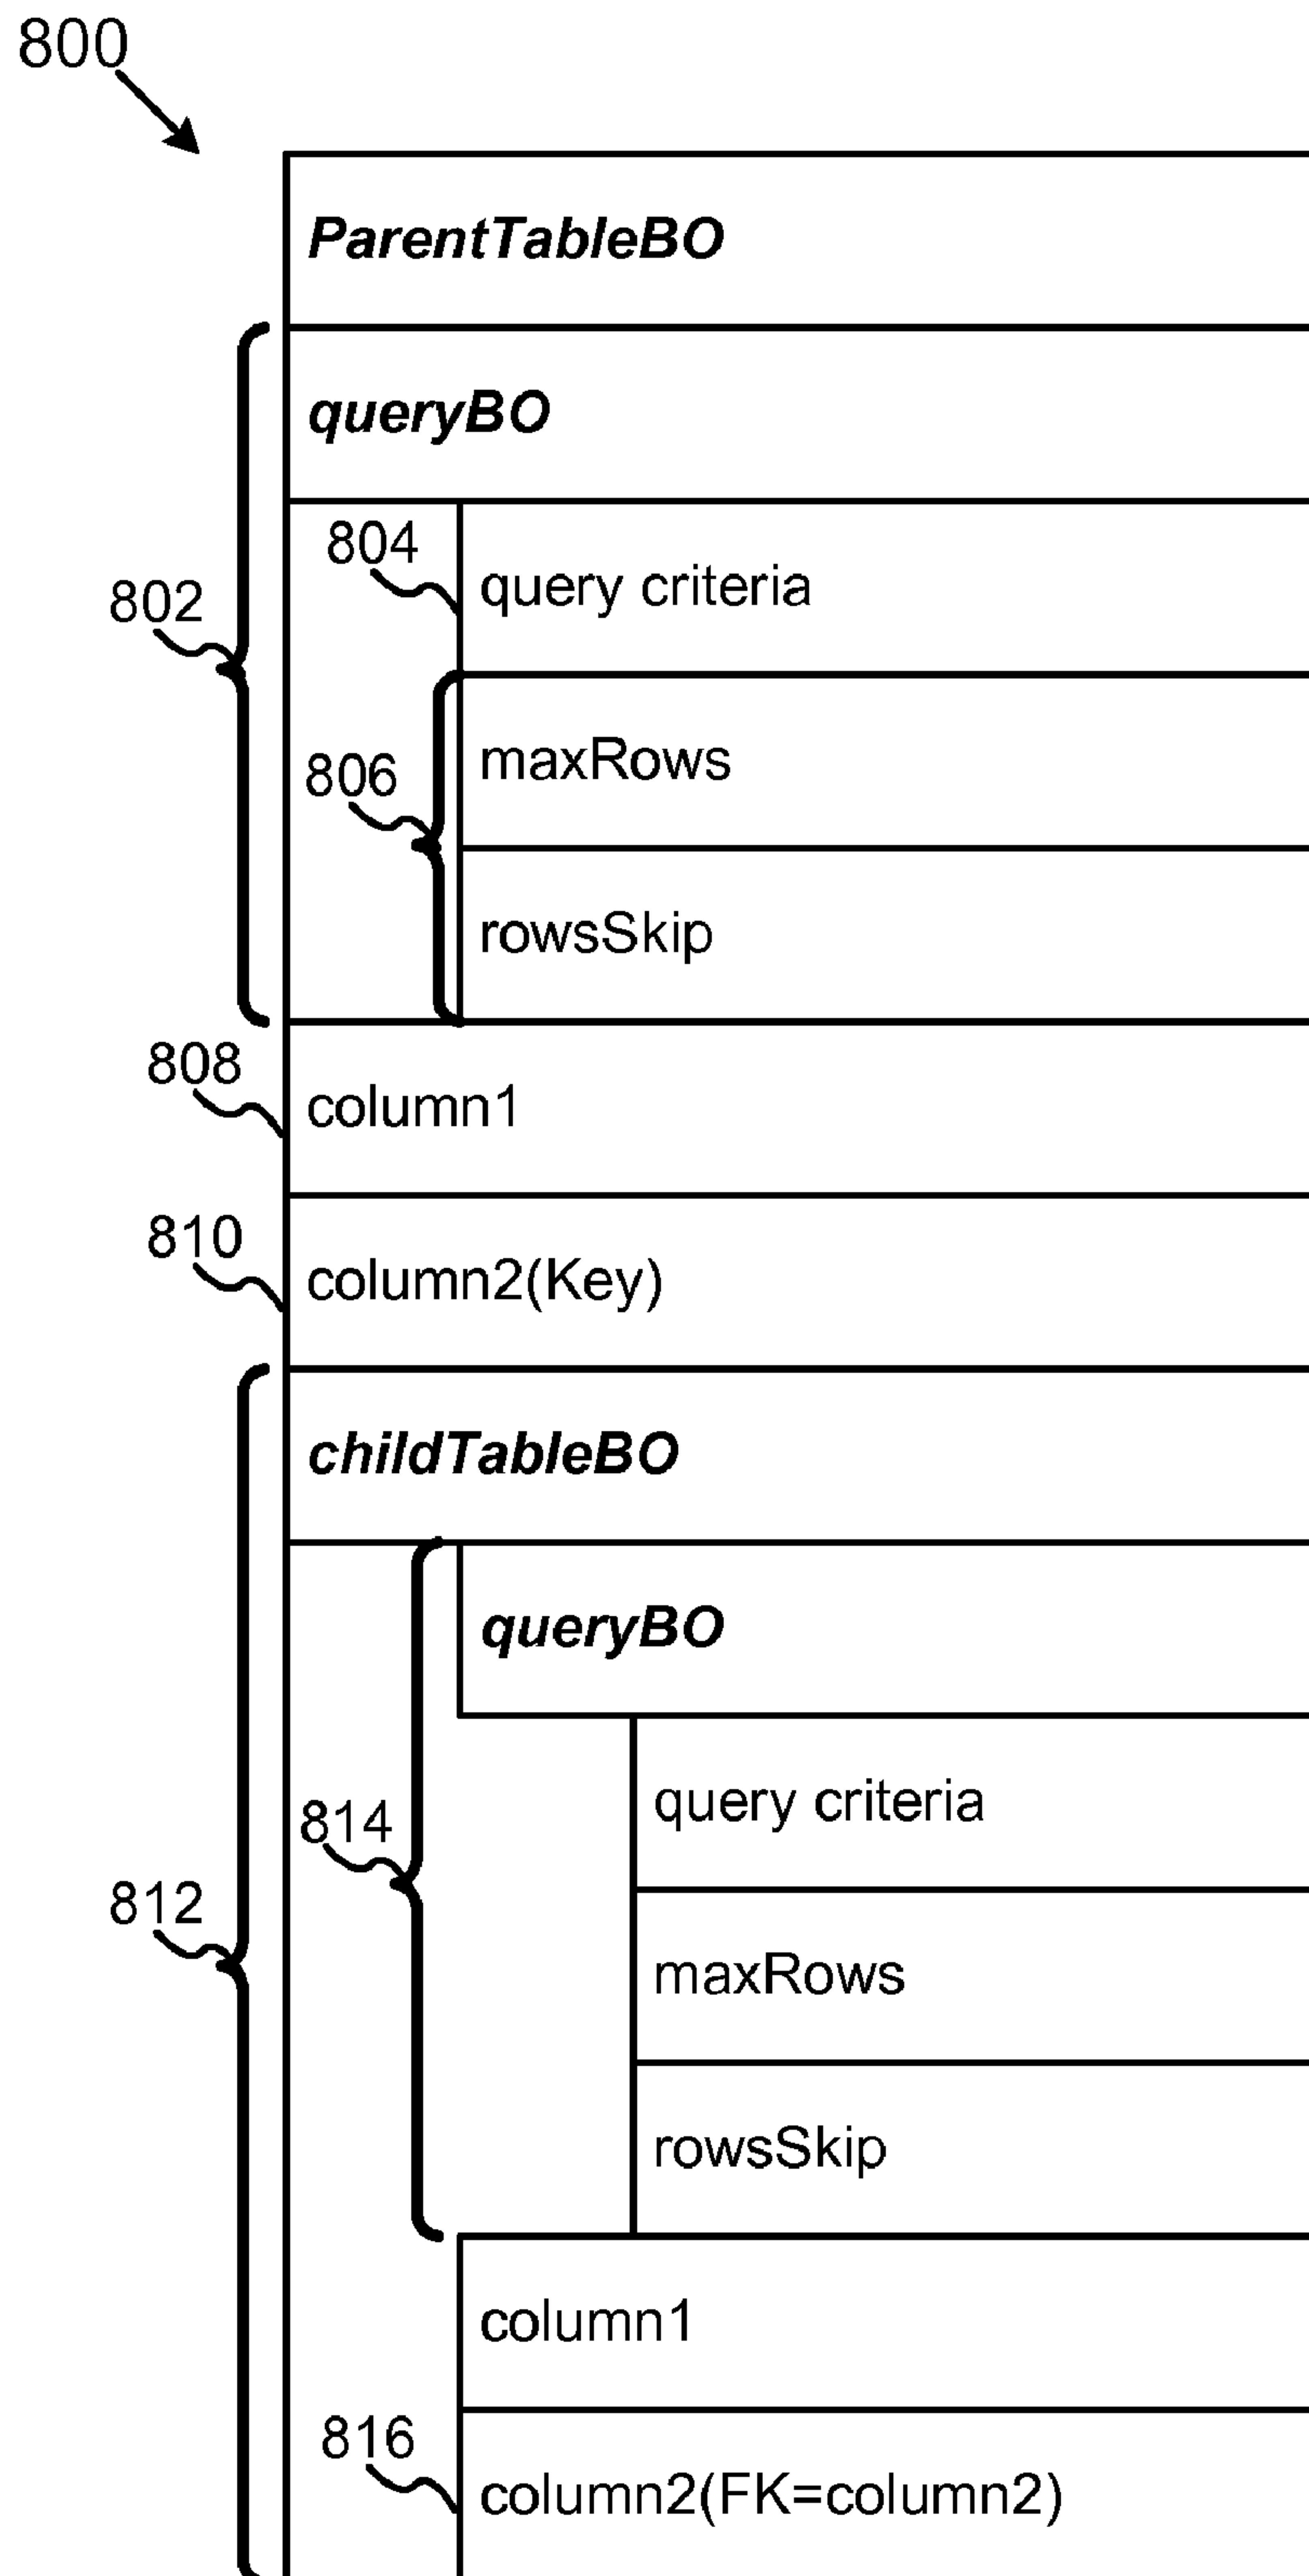 800
ParentTableBO
queryBO
804
query criteria
802
806
maxRows
rowsSkip
808
column1
810
column2(Key)
childTableBO
queryBO
814
query criteria
812
maxRows
rowsSkip
column1
816
column2(FK=column2)